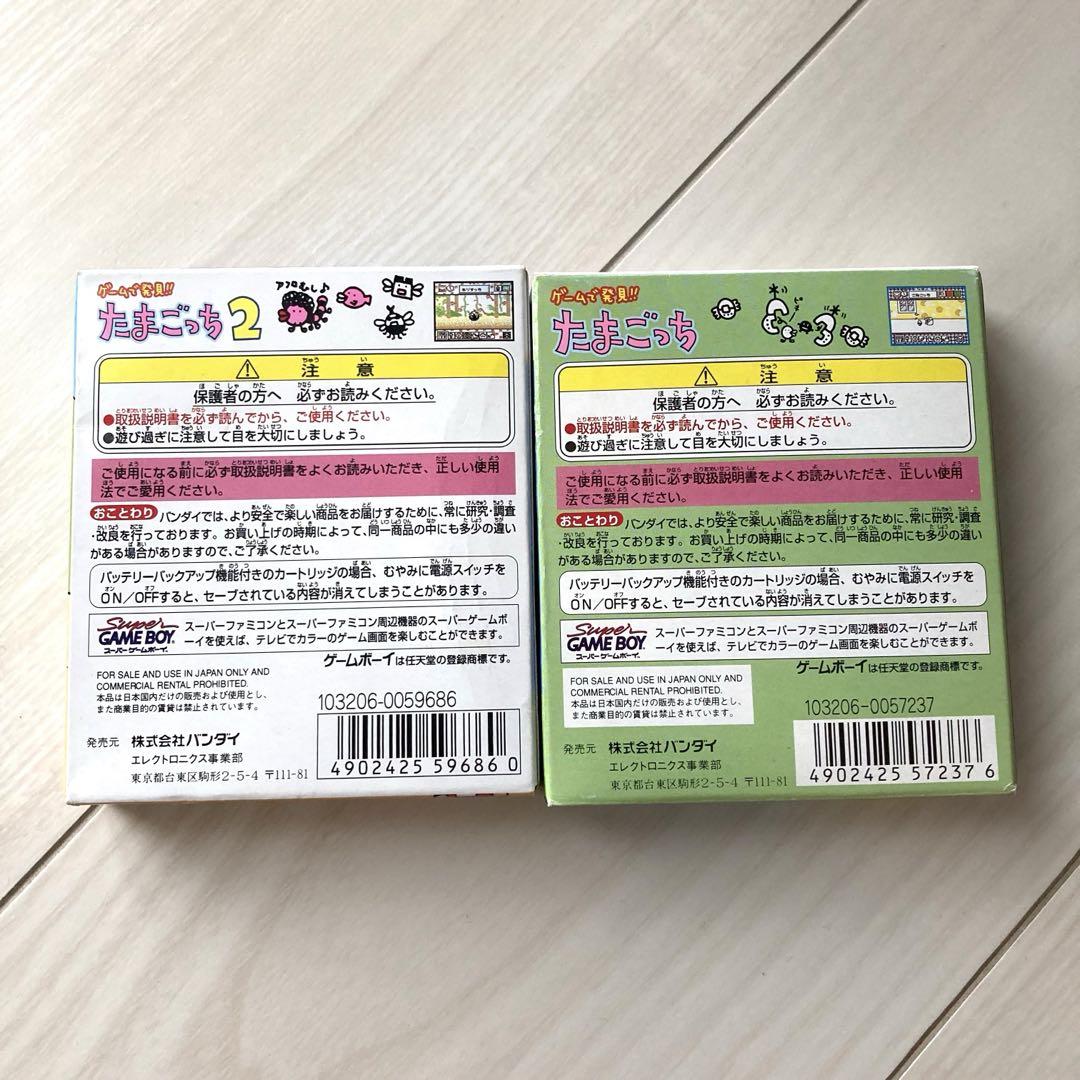 ゲームで発見!!
たまごっち2
アフロむし♪
⚠ 注意
保護者の方へ 必ずお読みください。
●取扱説明書を必ず読んでから、ご使用ください。
●遊び過ぎに注意して目を大切にしましょう。
ご使用になる前に必ず取扱説明書をよくお読みいただき、正しい使用
法でご愛用ください。
おことわり バンダイでは、より安全で楽しい商品をお届けするために、常に研究・調査
・改良を行っております。お買い上げの時期によって、同一商品の中にも多少の違い
がある場合がありますので、ご了承ください。
バッテリーバックアップ機能付きのカートリッジの場合、むやみに電源スイッチを
ON/OFFすると、セーブされている内容が消えてしまうことがあります。
Super
GAME BOY
スーパーゲームボーイ
スーパーファミコンとスーパーファミコン周辺機器のスーパーゲームボ
ーイを使えば、テレビでカラーのゲーム画面を楽しむことができます。
ゲームボーイは任天堂の登録商標です。
FOR SALE AND USE IN JAPAN ONLY AND
COMMERCIAL RENTAL PROHIBITED.
本品は日本国内だけの販売および使用とし、
また商業目的の賃貸は禁止されています。
103206-0059686
発売元 株式会社バンダイ
エレクトロニクス事業部
東京都台東区駒形2-5-4 〒111-81
4902425596860
ゲームで発見!!
たまごっち
⚠ 注意
保護者の方へ 必ずお読みください。
●取扱説明書を必ず読んでから、ご使用ください。
●遊び過ぎに注意して目を大切にしましょう。
ご使用になる前に必ず取扱説明書をよくお読みいただき、正しい使用
法でご愛用ください。
おことわり バンダイでは、より安全で楽しい商品をお届けするために、常に研究・調査
・改良を行っております。お買い上げの時期によって、同一商品の中にも多少の違い
がある場合がありますので、ご了承ください。
バッテリーバックアップ機能付きのカートリッジの場合、むやみに電源スイッチを
ON/OFFすると、セーブされている内容が消えてしまうことがあります。
Super
GAME BOY
スーパーゲームボーイ
スーパーファミコンとスーパーファミコン周辺機器のスーパーゲームボ
ーイを使えば、テレビでカラーのゲーム画面を楽しむことができます。
ゲームボーイは任天堂の登録商標です。
FOR SALE AND USE IN JAPAN ONLY AND
COMMERCIAL RENTAL PROHIBITED.
本品は日本国内だけの販売および使用とし、
また商業目的の賃貸は禁止されています。
103206-0057237
発売元 株式会社バンダイ
エレクトロニクス事業部
東京都台東区駒形2-5-4 〒111-81
4902425572376